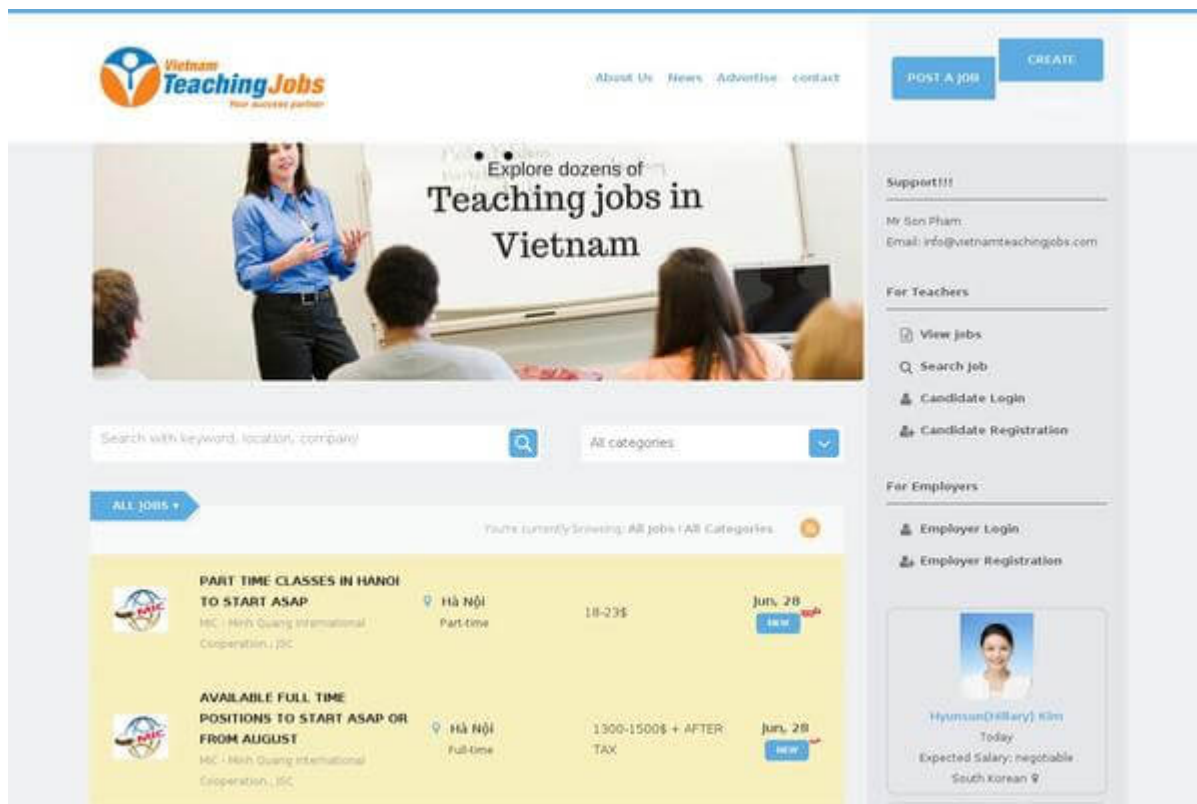 Vietnam
Teaching Jobs
Your success partner
About Us News Advertise contact
POST A JOB
CREATE
Explore dozens of
Teaching jobs in
Vietnam
Support!!!
Mr Son Pham
Email: info@vietnamteachingjobs.com
For Teachers
View jobs
Search Job
Candidate Login
Candidate Registration
For Employers
Employer Login
Employer Registration
Search with keyword, location, company
All categories
ALL JOBS
You're currently browsing: All jobs / All Categories
MIC
PART TIME CLASSES IN HANOI
TO START ASAP
MIC - Minh Quang International
Cooperation., JSC
Hà Nội
Part-time
18-23$
Jun, 28
NEW
MIC
AVAILABLE FULL TIME
POSITIONS TO START ASAP OR
FROM AUGUST
MIC - Minh Quang International
Cooperation., JSC
Hà Nội
Full-time
1300-1500$ + AFTER
TAX
Jun, 28
NEW
Hyunsun(Hillary) Kim
Today
Expected Salary: negotiable
South Korean